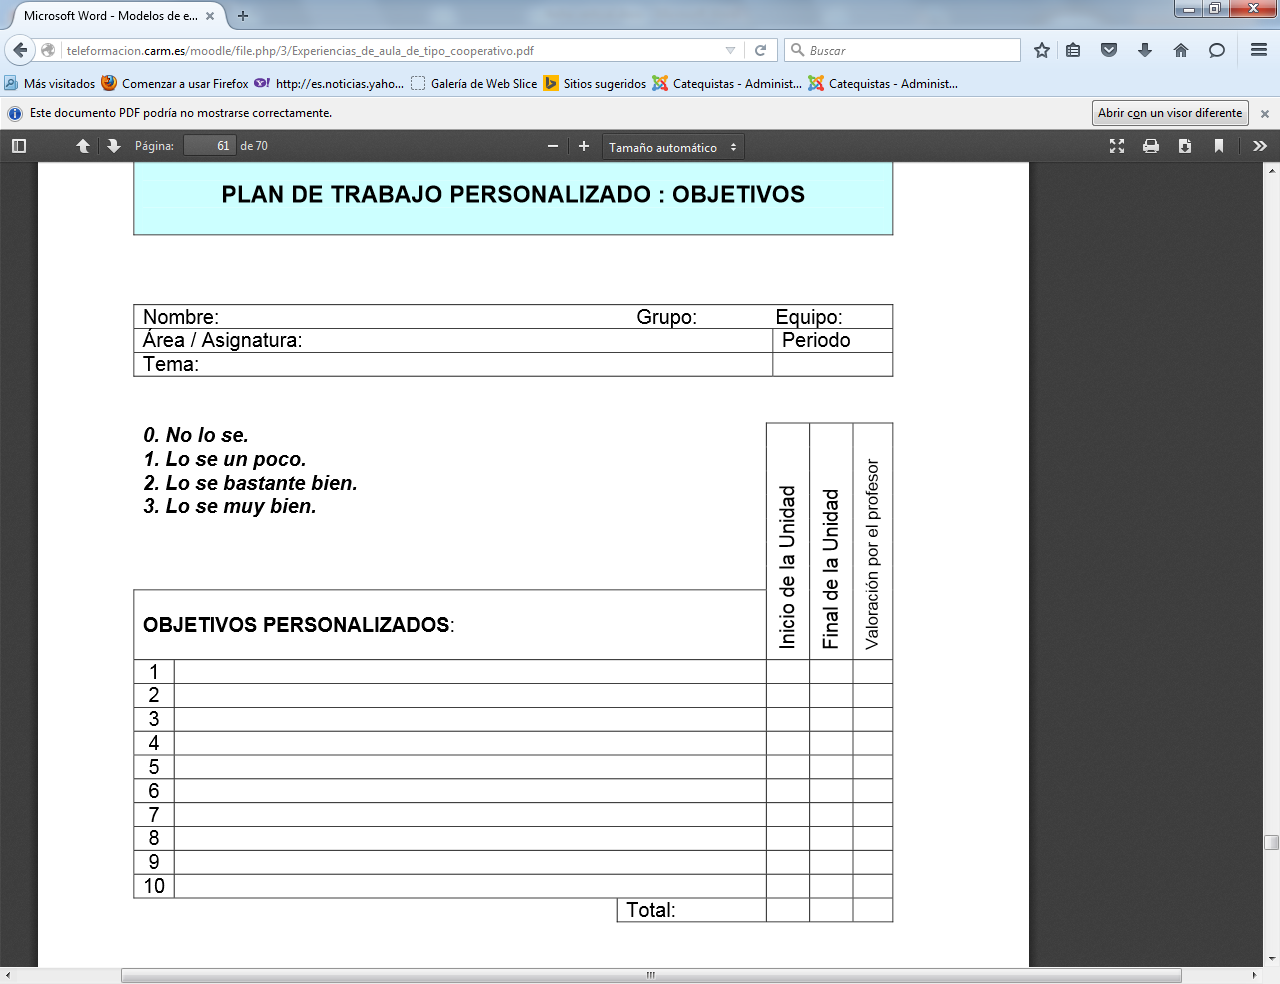 Microsoft Word - Modelos de e...
teleformacion.carm.es/moodle/file.php/3/Experiencias_de_aula_de_tipo_cooperativo.pdf
Buscar
Más visitados Comenzar a usar Firefox http://es.noticias.yaho... Galería de Web Slice Sitios sugeridos Catequistas - Administ... Catequistas - Administ...
Este documento PDF podría no mostrarse correctamente. Abrir con un visor diferente
Página: 61 de 70 Tamaño automático
PLAN DE TRABAJO PERSONALIZADO : OBJETIVOS
Nombre: Grupo: Equipo:
Área / Asignatura: Periodo
Tema:
0. No lo se.
1. Lo se un poco.
2. Lo se bastante bien.
3. Lo se muy bien.
Inicio de la Unidad
Final de la Unidad
Valoración por el profesor
OBJETIVOS PERSONALIZADOS:
1
2
3
4
5
6
7
8
9
10
Total: